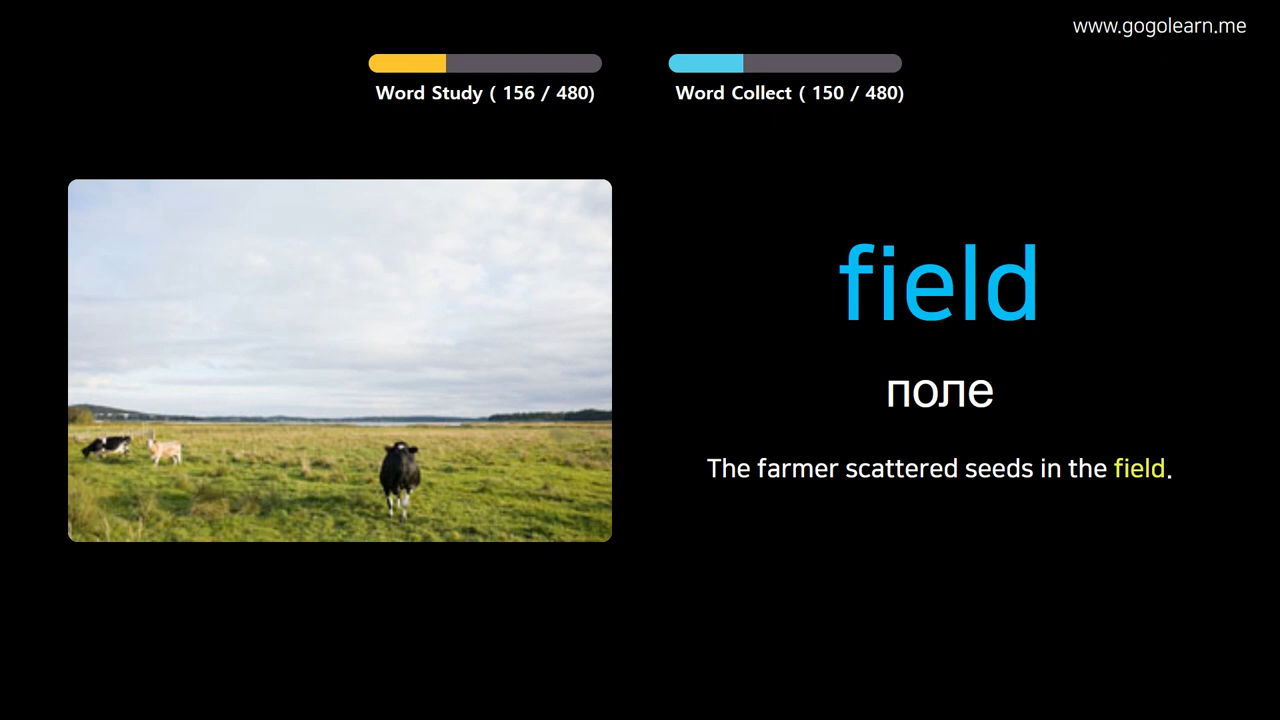 www.gogolearn.me
Word Study ( 156 / 480)
Word Collect ( 150 / 480)
field
поле
The farmer scattered seeds in the field.